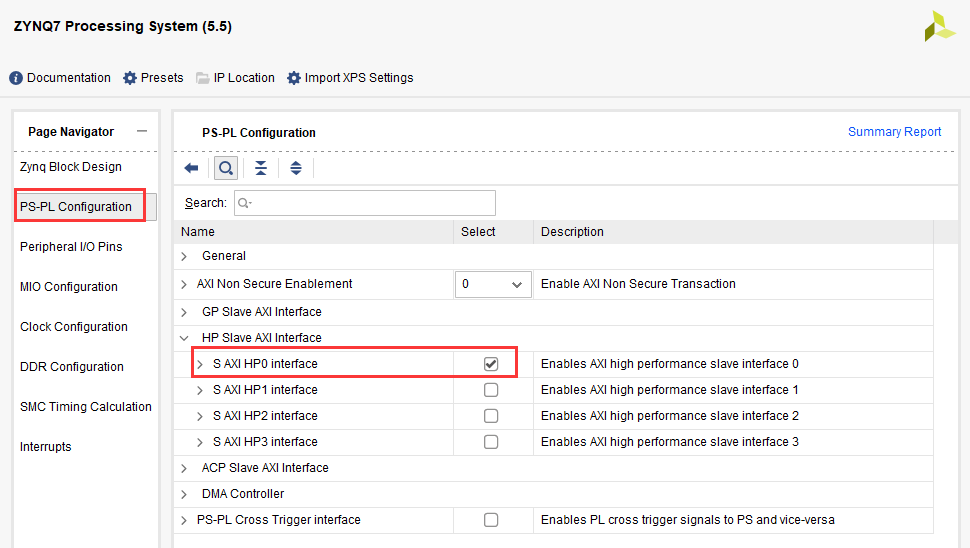 ZYNQ7 Processing System (5.5)
Documentation Presets IP Location Import XPS Settings
Page Navigator
Zynq Block Design
PS-PL Configuration
Peripheral I/O Pins
MIO Configuration
Clock Configuration
DDR Configuration
SMC Timing Calculation
Interrupts
PS-PL Configuration Summary Report
Search:
Name Select Description
General
AXI Non Secure Enablement 0 Enable AXI Non Secure Transaction
GP Slave AXI Interface
HP Slave AXI Interface
S AXI HP0 interface Enables AXI high performance slave interface 0
S AXI HP1 interface Enables AXI high performance slave interface 1
S AXI HP2 interface Enables AXI high performance slave interface 2
S AXI HP3 interface Enables AXI high performance slave interface 3
ACP Slave AXI Interface
DMA Controller
PS-PL Cross Trigger interface Enables PL cross trigger signals to PS and vice-versa